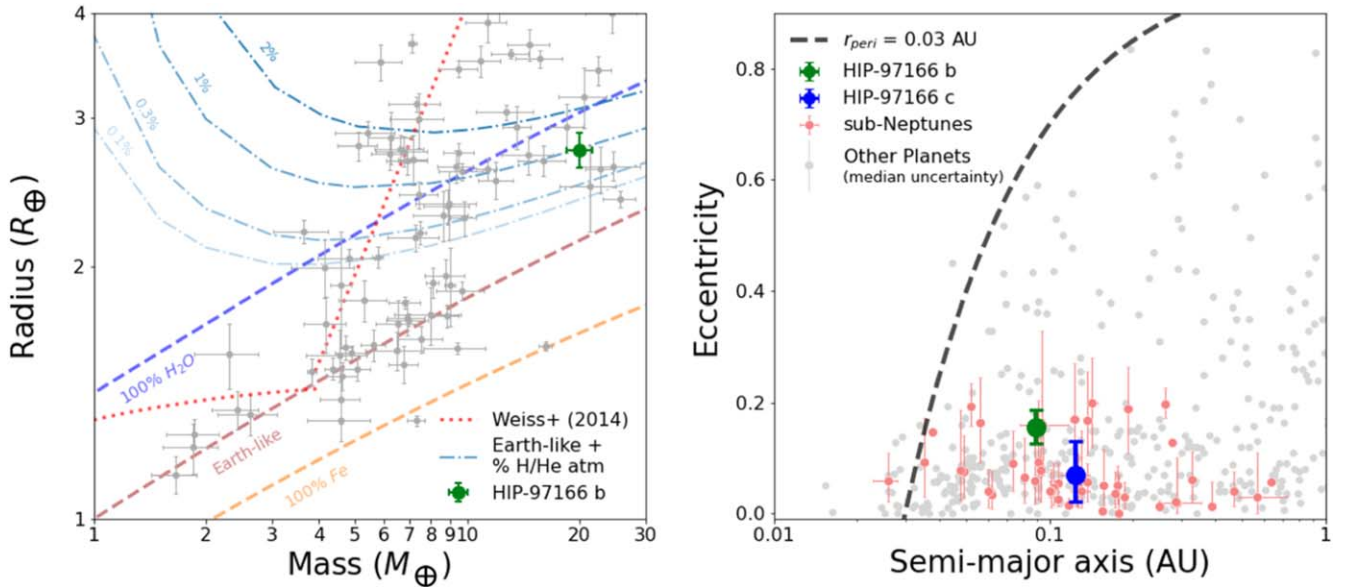 4
3
2
1
Radius (R⊕)
1 2 3 4 5 6 7 8 9 10 20 30
Mass (M⊕)
2%
1%
0.3%
0.1%
100% H₂O
Earth-like
100% Fe
Weiss+ (2014)
Earth-like +
% H/He atm
HIP-97166 b
0.8
0.6
0.4
0.2
0.0
Eccentricity
0.01 0.1 1
Semi-major axis (AU)
r_peri = 0.03 AU
HIP-97166 b
HIP-97166 c
sub-Neptunes
Other Planets
(median uncertainty)